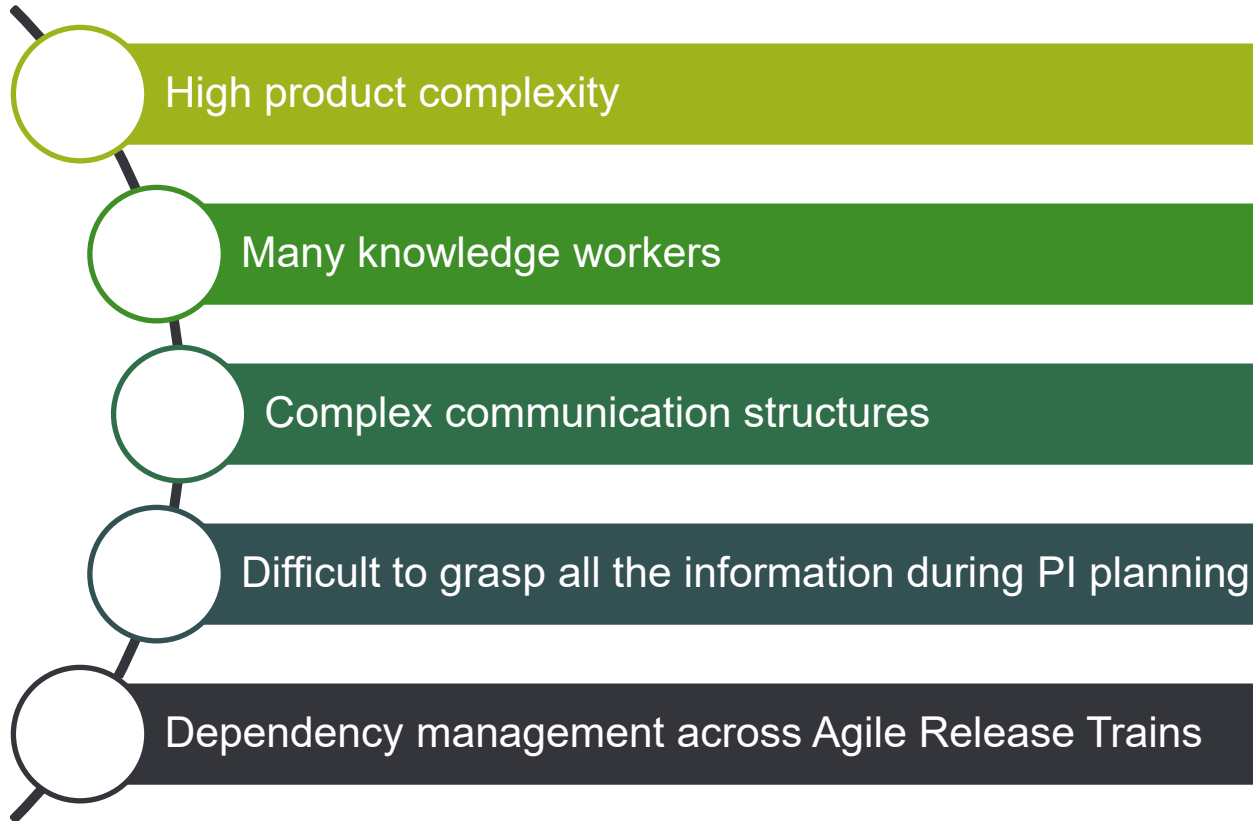 High product complexity
Many knowledge workers
Complex communication structures
Difficult to grasp all the information during PI planning
Dependency management across Agile Release Trains